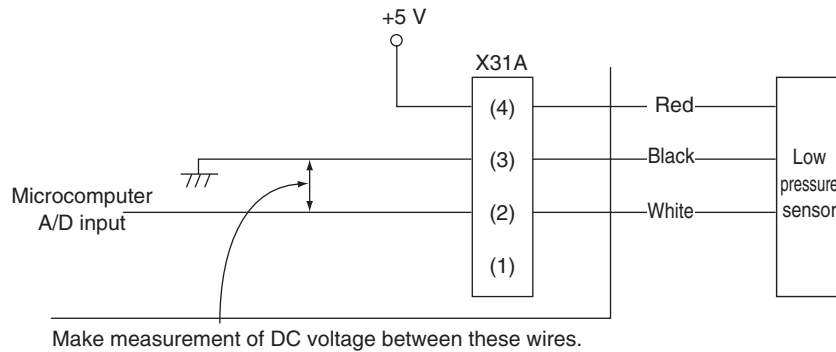 +5 V
X31A
(4)
Red
(3)
Black
Low
pressure
sensor
Microcomputer
A/D input
(2)
White
(1)
Make measurement of DC voltage between these wires.